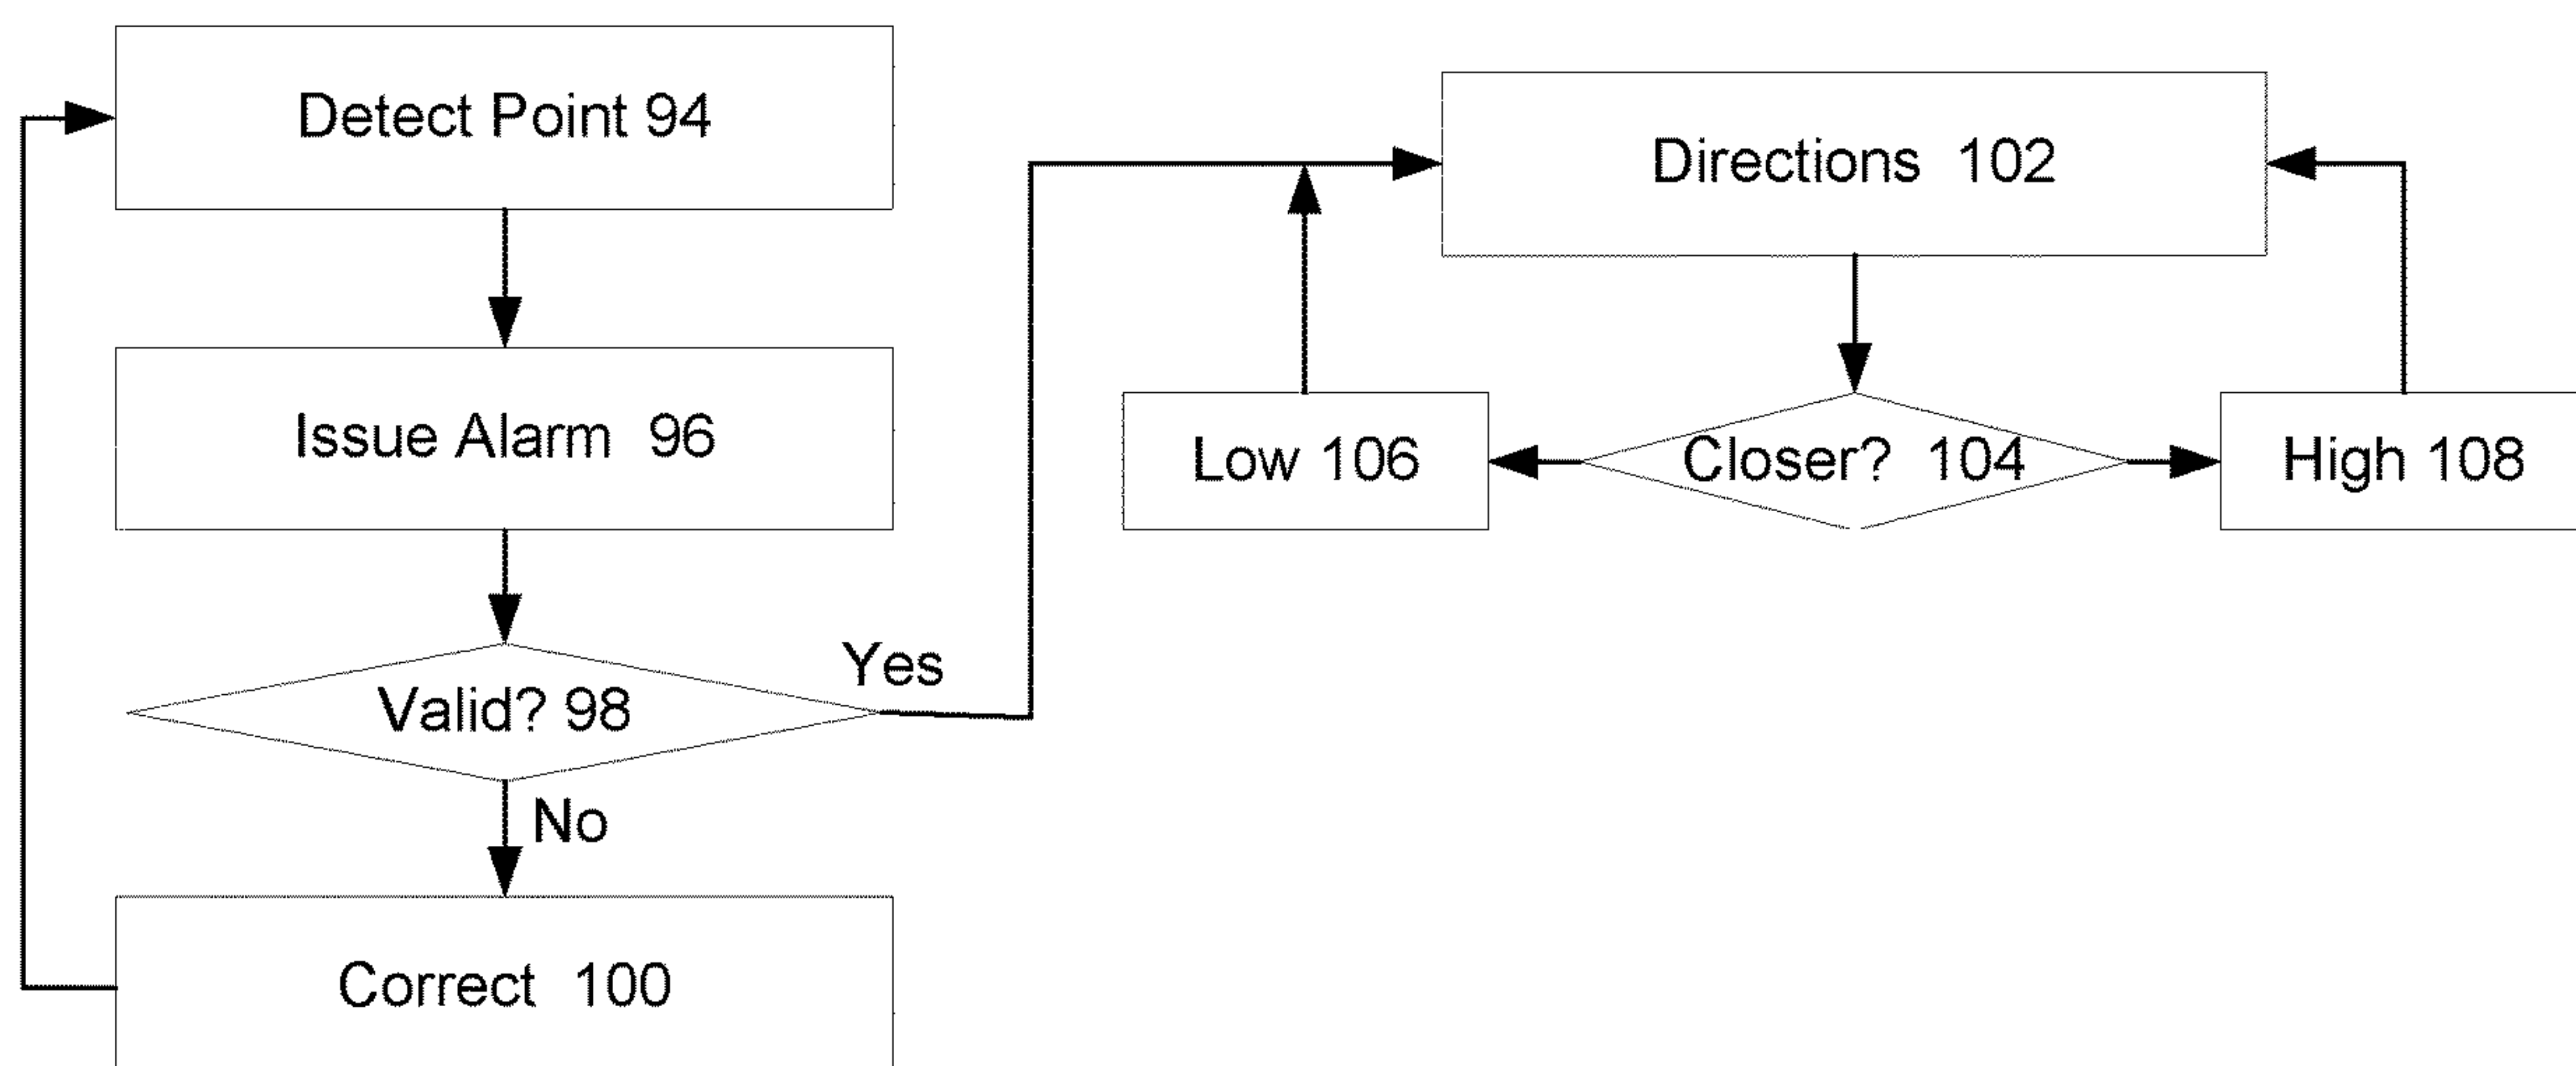 Detect Point 94
Issue Alarm 96
Valid? 98
Yes
No
Correct 100
Directions 102
Low 106
Closer? 104
High 108